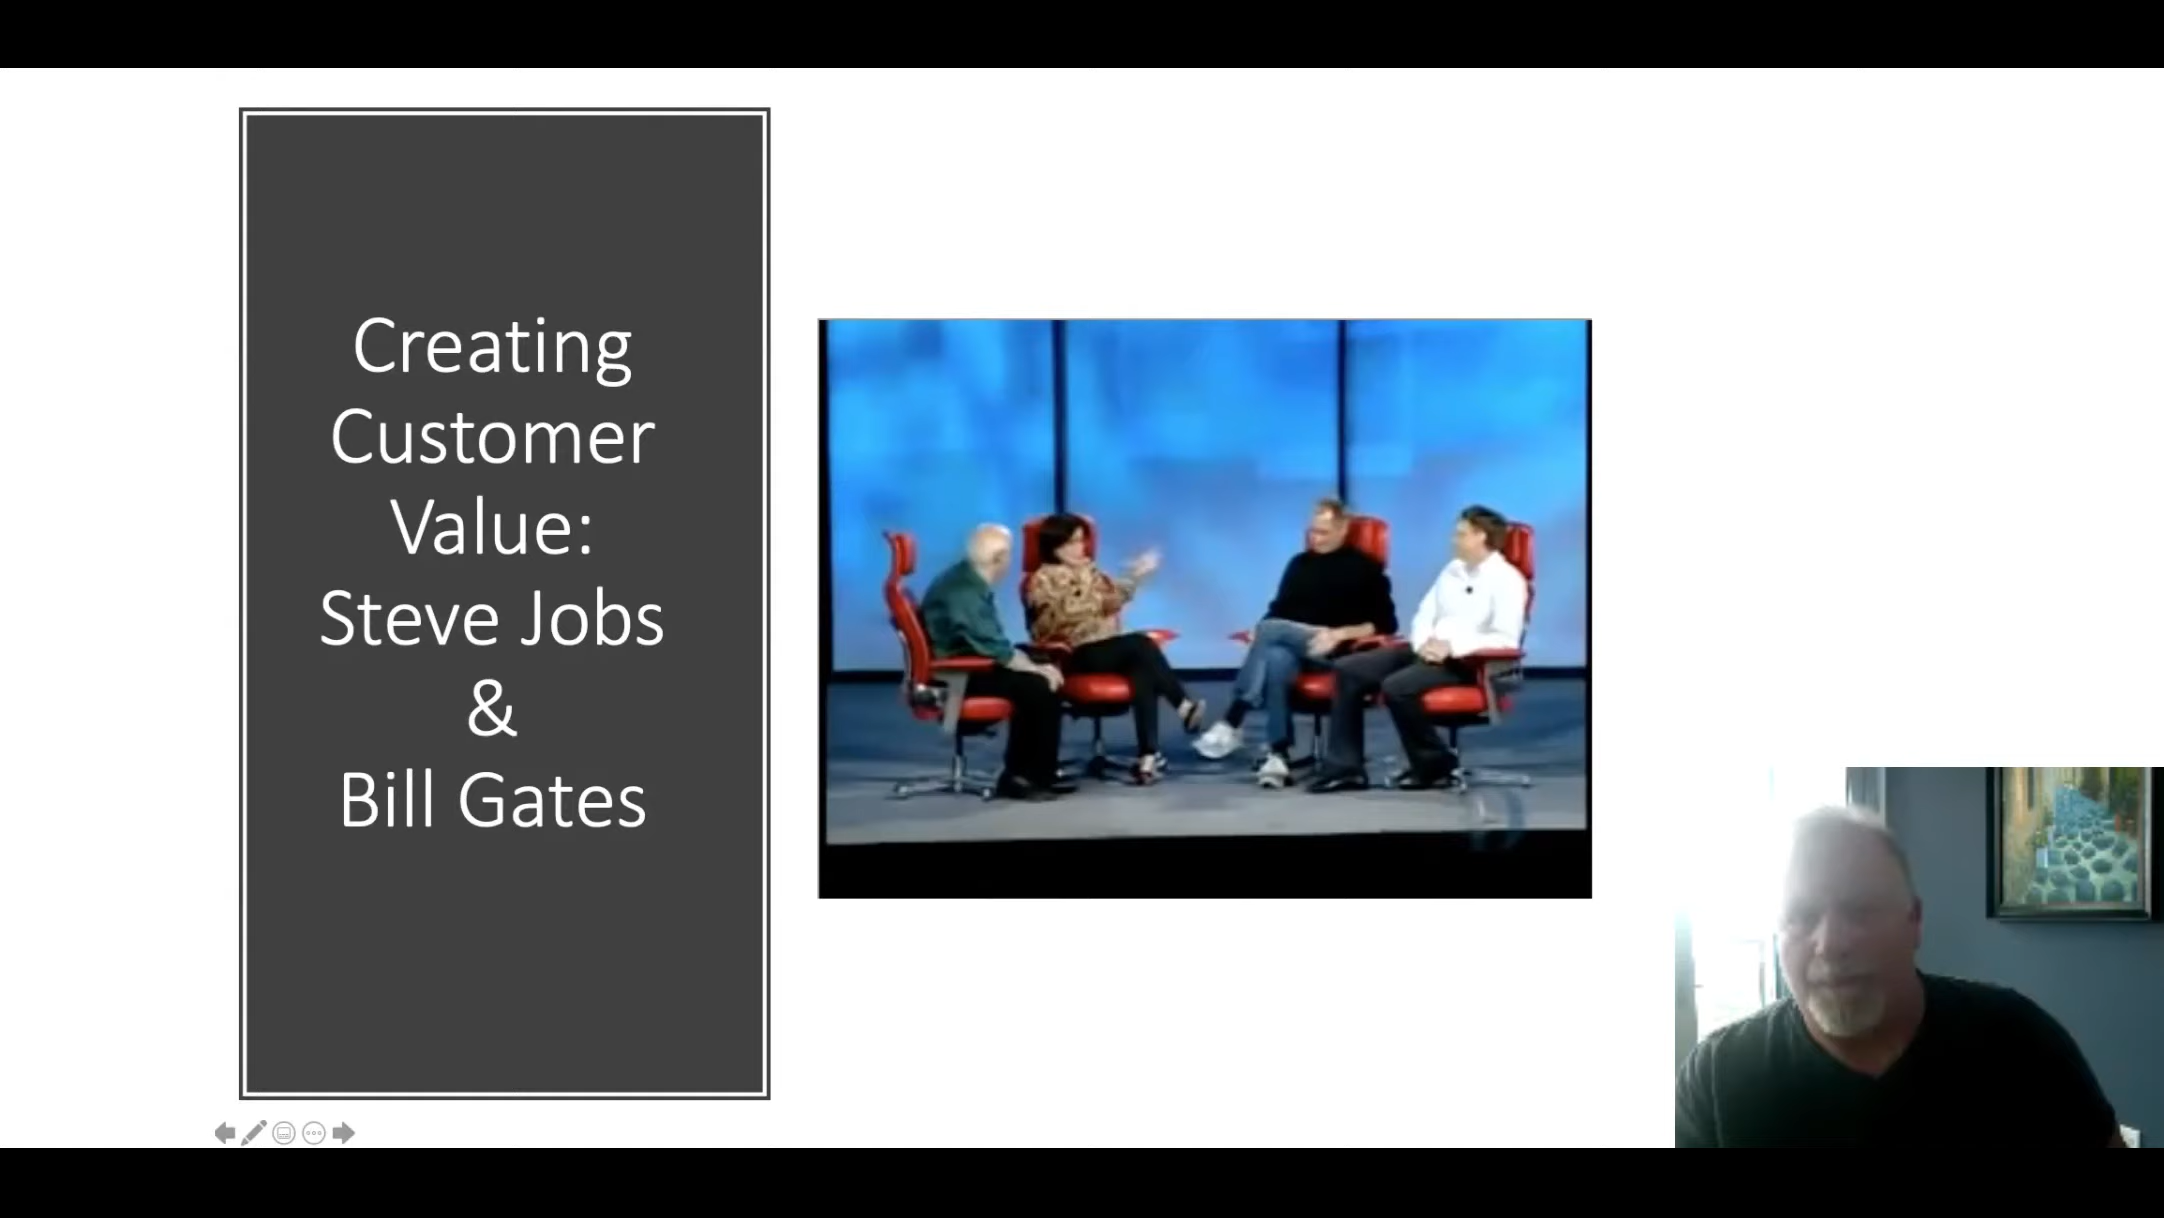 Creating
Customer
Value:
Steve Jobs
&
Bill Gates